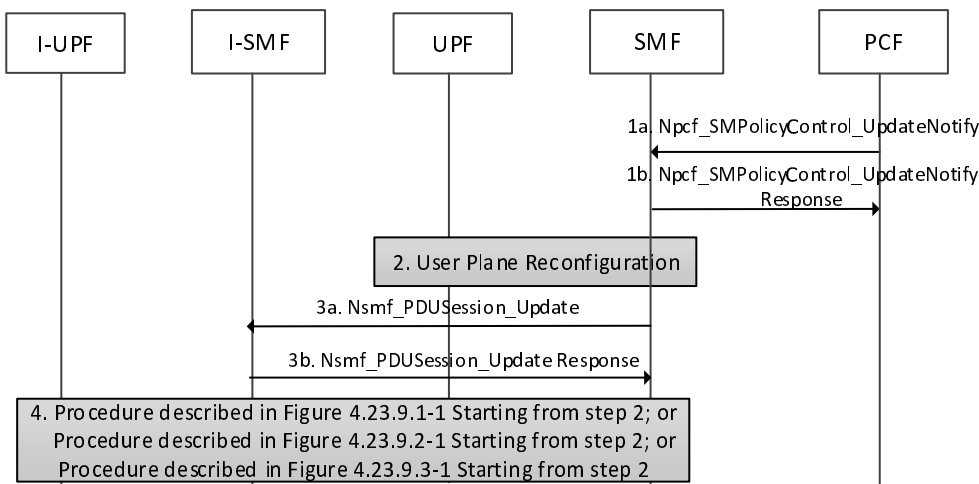 I-UPF
I-SMF
UPF
SMF
PCF
1a. Npcf_SMPolicyControl_UpdateNotify
1b. Npcf_SMPolicyControl_UpdateNotify
Response
2. User Plane Reconfiguration
3a. Nsmf_PDUSession_Update
3b. Nsmf_PDUSession_Update Response
4. Procedure described in Figure 4.23.9.1-1 Starting from step 2; or
Procedure described in Figure 4.23.9.2-1 Starting from step 2; or
Procedure described in Figure 4.23.9.3-1 Starting from step 2